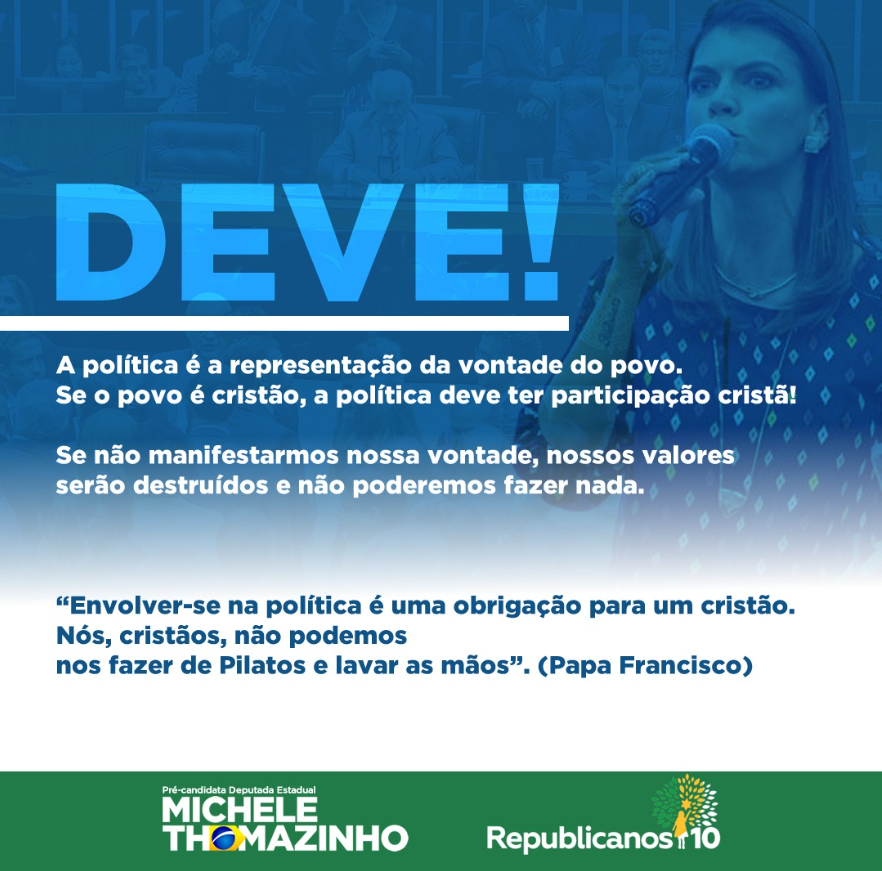 DEVE!
A política é a representação da vontade do povo.
Se o povo é cristão, a política deve ter participação cristã!
Se não manifestarmos nossa vontade, nossos valores
serão destruídos e não poderemos fazer nada.
“Envolver-se na política é uma obrigação para um cristão.
Nós, cristãos, não podemos
nos fazer de Pilatos e lavar as mãos”. (Papa Francisco)
Pré-candidata Deputada Estadual
MICHELE
THOMAZINHO
Republicanos 10